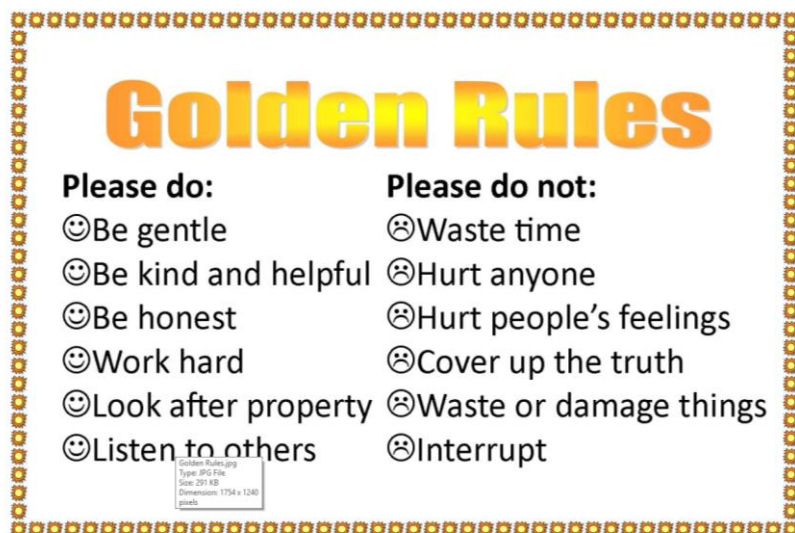 Golden Rules
Please do:
☺Be gentle
☺Be kind and helpful
☺Be honest
☺Work hard
☺Look after property
☺Listen to others
Please do not:
☹Waste time
☹Hurt anyone
☹Hurt people’s feelings
☹Cover up the truth
☹Waste or damage things
☹Interrupt
Golden Rules.jpg
Type: JPG File
Size: 291 KB
Dimension: 1754 x 1240
pixels